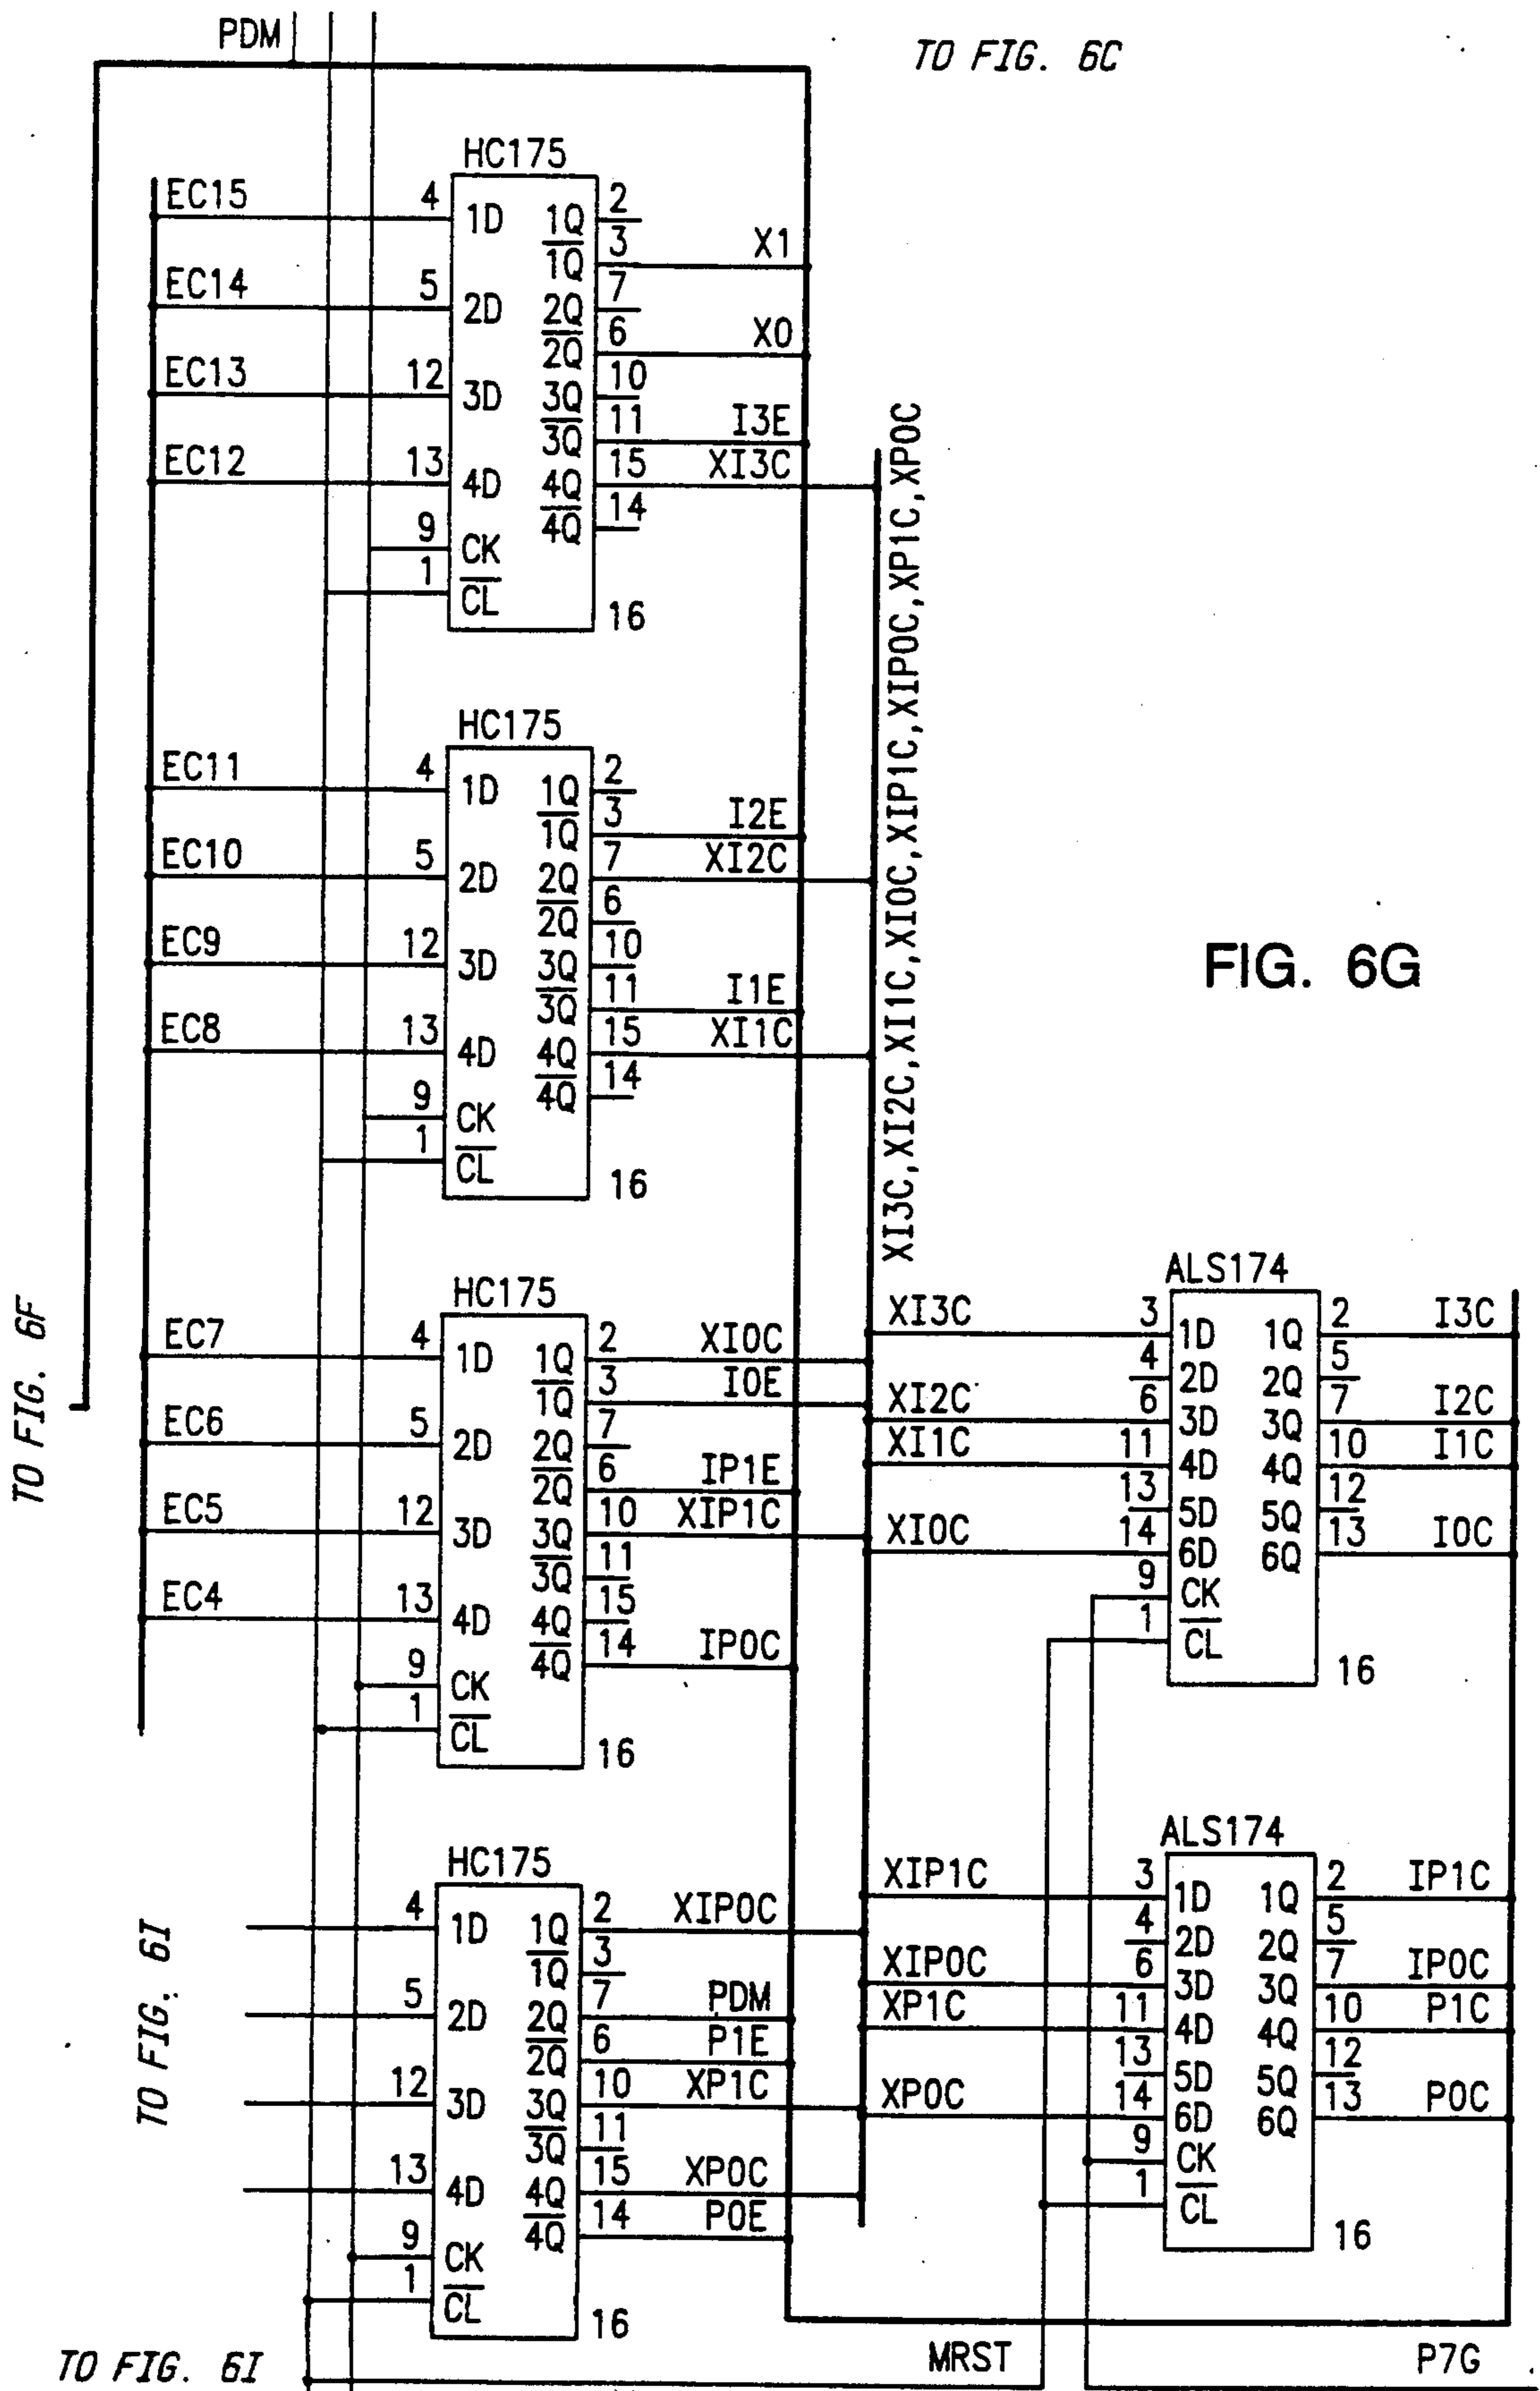 PDM
TO FIG. 6C
HC175
EC15 4 1D 1Q 2
1Q 3 X1
EC14 5 2D 2Q 7
2Q 6 X0
EC13 12 3D 3Q 10
3Q 11 I3E
EC12 13 4D 4Q 15 XI3C
4Q 14
9 CK
1 CL
16
XI3C,XI2C,XI1C,XI0C,XIP1C,XIP0C,XP1C,XP0C
HC175
EC11 4 1D 1Q 2
1Q 3 I2E
EC10 5 2D 2Q 7 XI2C
2Q 6
EC9 12 3D 3Q 10
3Q 11 I1E
EC8 13 4D 4Q 15 XI1C
4Q 14
9 CK
1 CL
16
FIG. 6G
TO FIG. 6F
HC175
EC7 4 1D 1Q 2 XI0C
1Q 3 I0E
EC6 5 2D 2Q 7
2Q 6 IP1E
EC5 12 3D 3Q 10 XIP1C
3Q 11
EC4 13 4D 4Q 15
4Q 14 IP0C
9 CK
1 CL
16
ALS174
XI3C 3 1D 1Q 2 I3C
4 2D 2Q 5
XI2C 6 3D 3Q 7 I2C
XI1C 11 4D 4Q 10 I1C
13 5D 5Q 12
XI0C 14 6D 6Q 13 I0C
9 CK
1 CL
16
TO FIG. 6I
HC175
4 1D 1Q 2 XIP0C
1Q 3
5 2D 2Q 7 PDM
2Q 6 P1E
12 3D 3Q 10 XP1C
3Q 11
13 4D 4Q 15 XP0C
4Q 14 P0E
9 CK
1 CL
16
ALS174
XIP1C 3 1D 1Q 2 IP1C
4 2D 2Q 5
XIP0C 6 3D 3Q 7 IP0C
XP1C 11 4D 4Q 10 P1C
13 5D 5Q 12
XP0C 14 6D 6Q 13 P0C
9 CK
1 CL
16
TO FIG. 6I
MRST
P7G